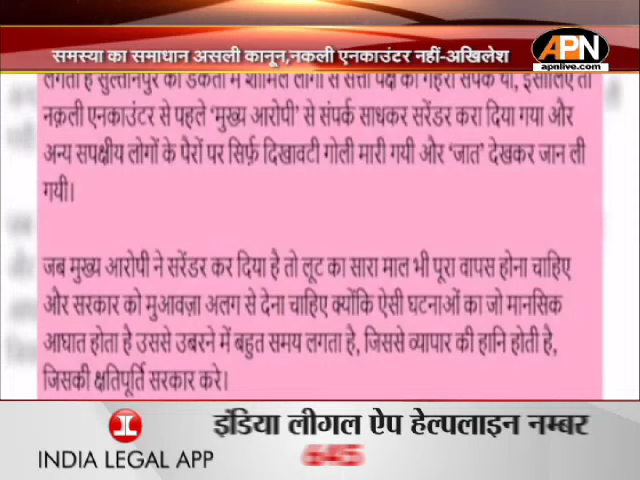 समस्या का समाधान असली कानून,नकली एनकाउंटर नहीं-अखिलेश
APN
apnlive.com
लगता है सुल्तानपुर की डकैती में शामिल लोगों से सत्ता पक्ष का गहरा संपर्क था, इसीलिए तो
नक़ली एनकाउंटर से पहले ‘मुख्य आरोपी’ से संपर्क साधकर सरेंडर करा दिया गया और
अन्य सपक्षीय लोगों के पैरों पर सिर्फ़ दिखावटी गोली मारी गयी और ‘जात’ देखकर जान ली
गयी।
जब मुख्य आरोपी ने सरेंडर कर दिया है तो लूट का सारा माल भी पूरा वापस होना चाहिए
और सरकार को मुआवज़ा अलग से देना चाहिए क्योंकि ऐसी घटनाओं का जो मानसिक
आघात होता है उससे उबरने में बहुत समय लगता है, जिससे व्यापार की हानि होती है,
जिसकी क्षतिपूर्ति सरकार करे।
इंडिया लीगल ऐप हेल्पलाइन नम्बर
INDIA LEGAL APP